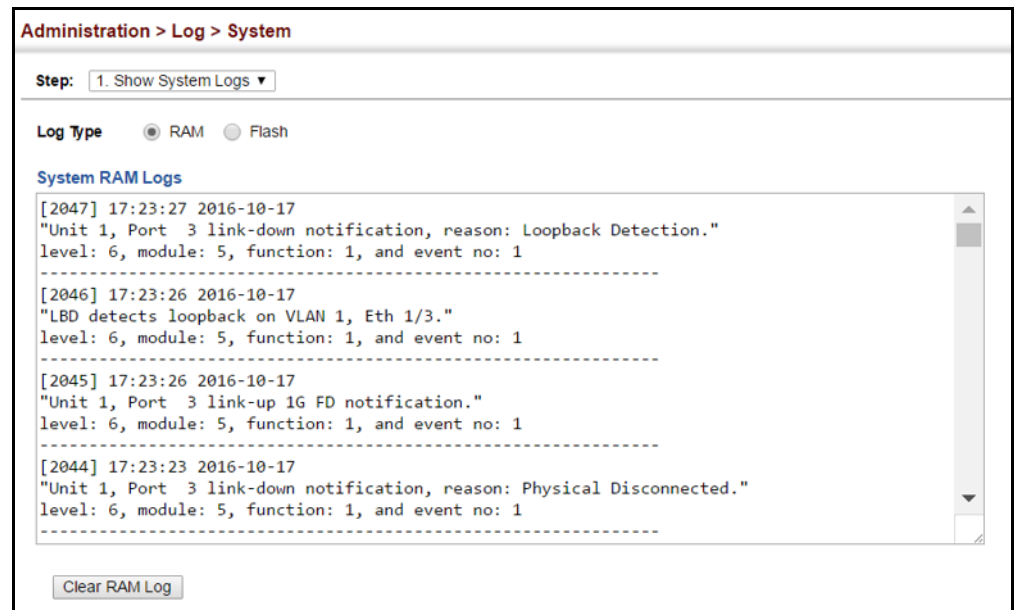 Administration > Log > System
Step: 1. Show System Logs ▼
Log Type RAM Flash
System RAM Logs
[2047] 17:23:27 2016-10-17
"Unit 1, Port  3 link-down notification, reason: Loopback Detection."
level: 6, module: 5, function: 1, and event no: 1
---------------------------------------------------------------
[2046] 17:23:26 2016-10-17
"LBD detects loopback on VLAN 1, Eth 1/3."
level: 6, module: 5, function: 1, and event no: 1
---------------------------------------------------------------
[2045] 17:23:26 2016-10-17
"Unit 1, Port  3 link-up 1G FD notification."
level: 6, module: 5, function: 1, and event no: 1
---------------------------------------------------------------
[2044] 17:23:23 2016-10-17
"Unit 1, Port  3 link-down notification, reason: Physical Disconnected."
level: 6, module: 5, function: 1, and event no: 1
---------------------------------------------------------------
Clear RAM Log